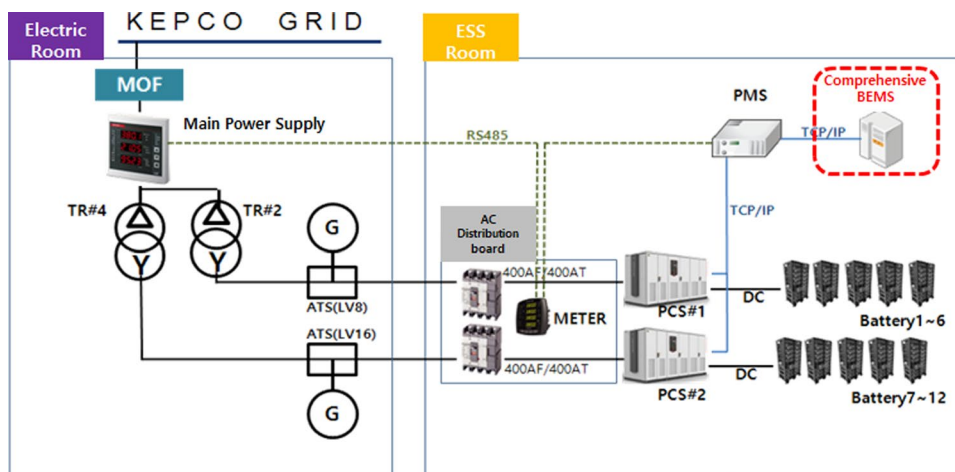 KEPCO GRID
Electric
Room
ESS
Room
MOF
Main Power Supply
RS485
PMS
Comprehensive
BEMS
TCP/IP
TCP/IP
TR#4
TR#2
G
AC
Distribution
board
Y
Y
ATS(LV8)
400AF/400AT
METER
PCS#1
DC
Battery1~6
ATS(LV16)
400AF/400AT
G
PCS#2
DC
Battery7~12